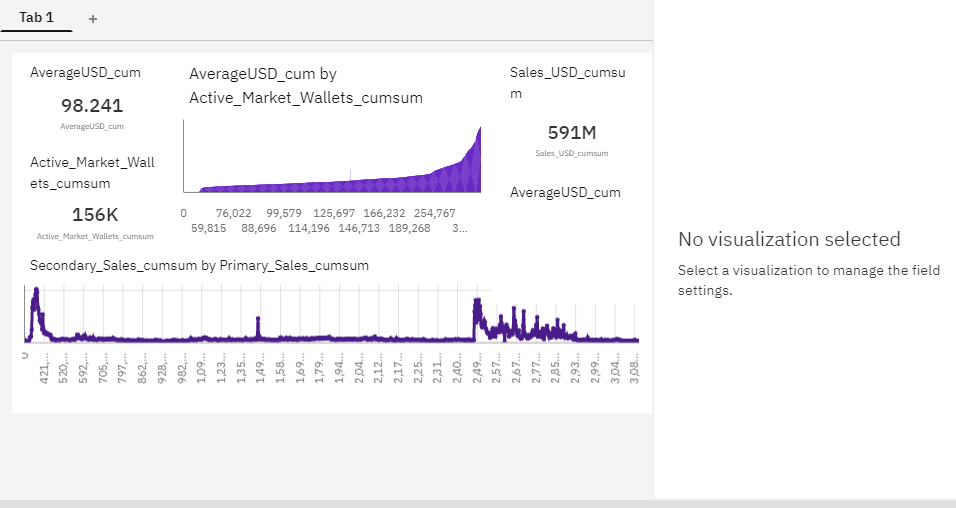 Tab 1 +
AverageUSD_cum
98.241
AverageUSD_cum
Active_Market_Wall
ets_cumsum
156K
Active_Market_Wallets_cumsum
AverageUSD_cum by
Active_Market_Wallets_cumsum
0 76,022 99,579 125,697 166,232 254,767
59,815 88,696 114,196 146,713 189,268 3...
Sales_USD_cumsu
m
591M
Sales_USD_cumsum
AverageUSD_cum
Secondary_Sales_cumsum by Primary_Sales_cumsum
0 421,... 520,... 592,... 705,... 797,... 862,... 928,... 982,... 1,09... 1,23... 1,35... 1,49... 1,58... 1,69... 1,79... 1,94... 2,04... 2,12... 2,17... 2,25... 2,31... 2,40... 2,49... 2,57... 2,67... 2,77... 2,85... 2,93... 2,99... 3,04... 3,08...
No visualization selected
Select a visualization to manage the field
settings.